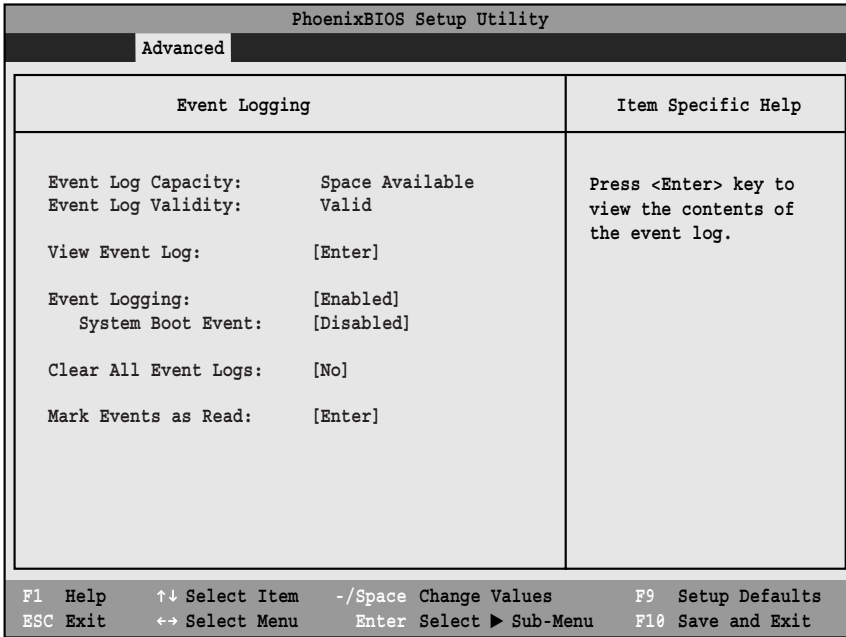 PhoenixBIOS Setup Utility
Advanced
Event Logging
Item Specific Help
Event Log Capacity: Space Available
Event Log Validity: Valid
View Event Log: [Enter]
Event Logging: [Enabled]
System Boot Event: [Disabled]
Clear All Event Logs: [No]
Mark Events as Read: [Enter]
Press <Enter> key to
view the contents of
the event log.
F1 Help ↑↓ Select Item -/Space Change Values F9 Setup Defaults
ESC Exit ←→ Select Menu Enter Select ▶ Sub-Menu F10 Save and Exit